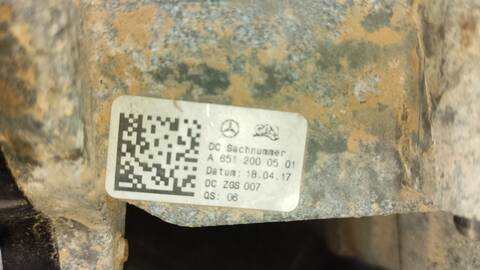 DC Sachnummer
A 651 200 05 01
Datum: 18.04.17
DC ZGS 007
QS: 06